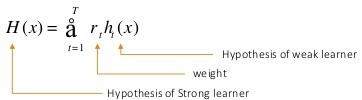 T
H(x) = å r_t h_t(x)
t=1
Hypothesis of weak learner
weight
Hypothesis of Strong learner